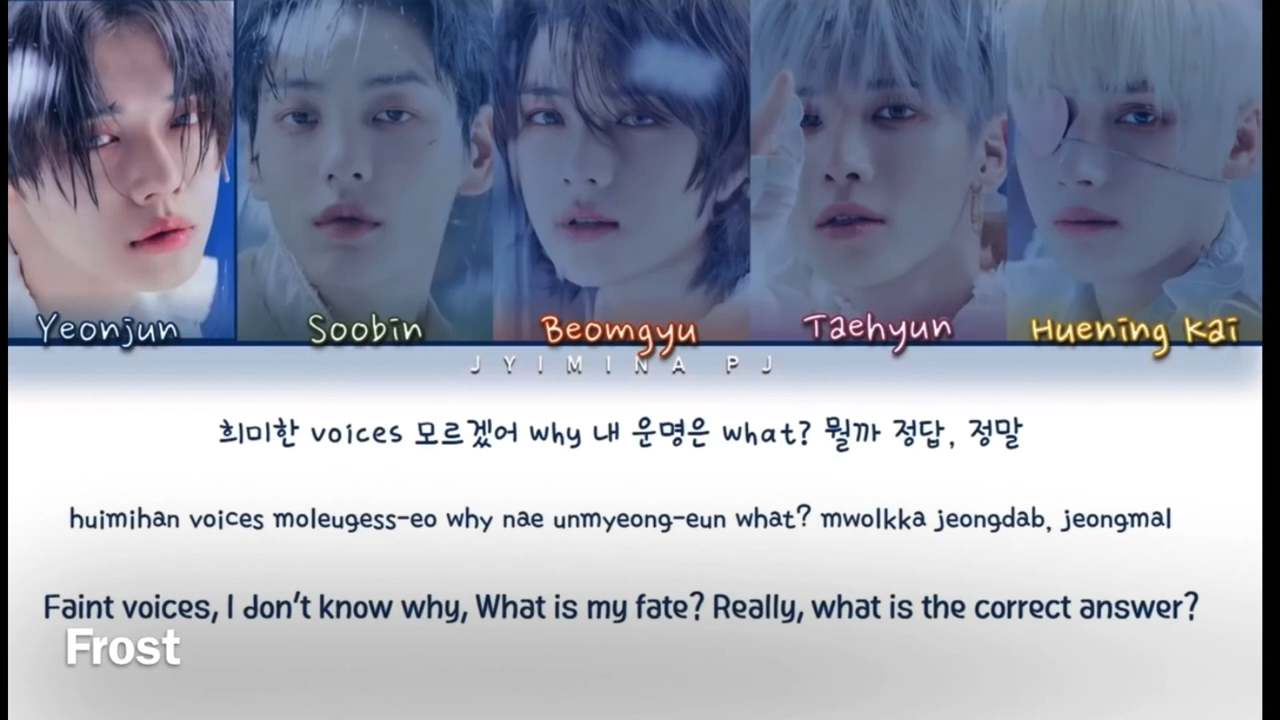 Yeonjun Soobin Beomgyu Taehyun Huening Kai
JYIMINA PJ
희미한 voices 모르겠어 why 내 운명은 what? 뭘까 정답, 정말
huimihan voices moleugess-eo why nae unmyeong-eun what? mwolkka jeongdab, jeongmal
Faint voices, I don't know why, What is my fate? Really, what is the correct answer?
Frost